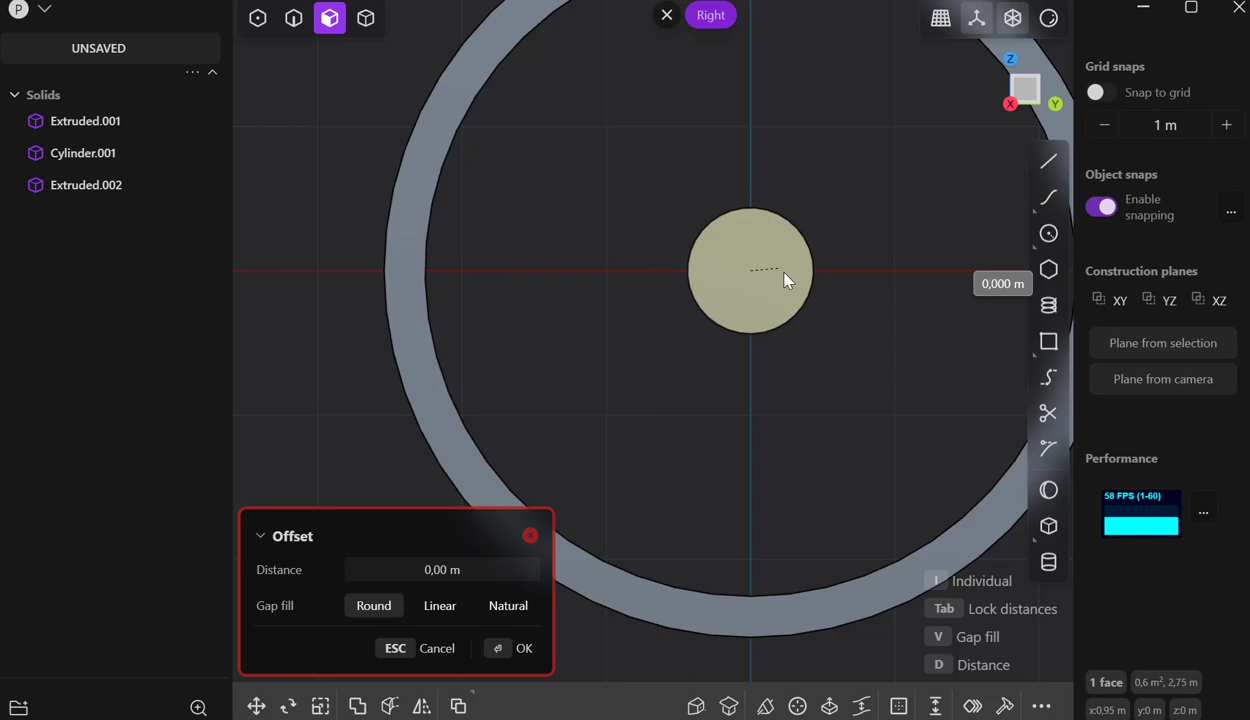 P
UNSAVED
Solids
Extruded.001
Cylinder.001
Extruded.002
Right
Z
X
Y
0,000 m
Offset
Distance
0,00 m
Gap fill
Round
Linear
Natural
ESC
Cancel
OK
I
Individual
Tab
Lock distances
V
Gap fill
D
Distance
Grid snaps
Snap to grid
1 m
Object snaps
Enable
snapping
...
Construction planes
XY
YZ
XZ
Plane from selection
Plane from camera
Performance
58 FPS (1-60)
...
1 face
0,6 m², 2,75 m
x:0,95 m
y:0 m
z:0 m